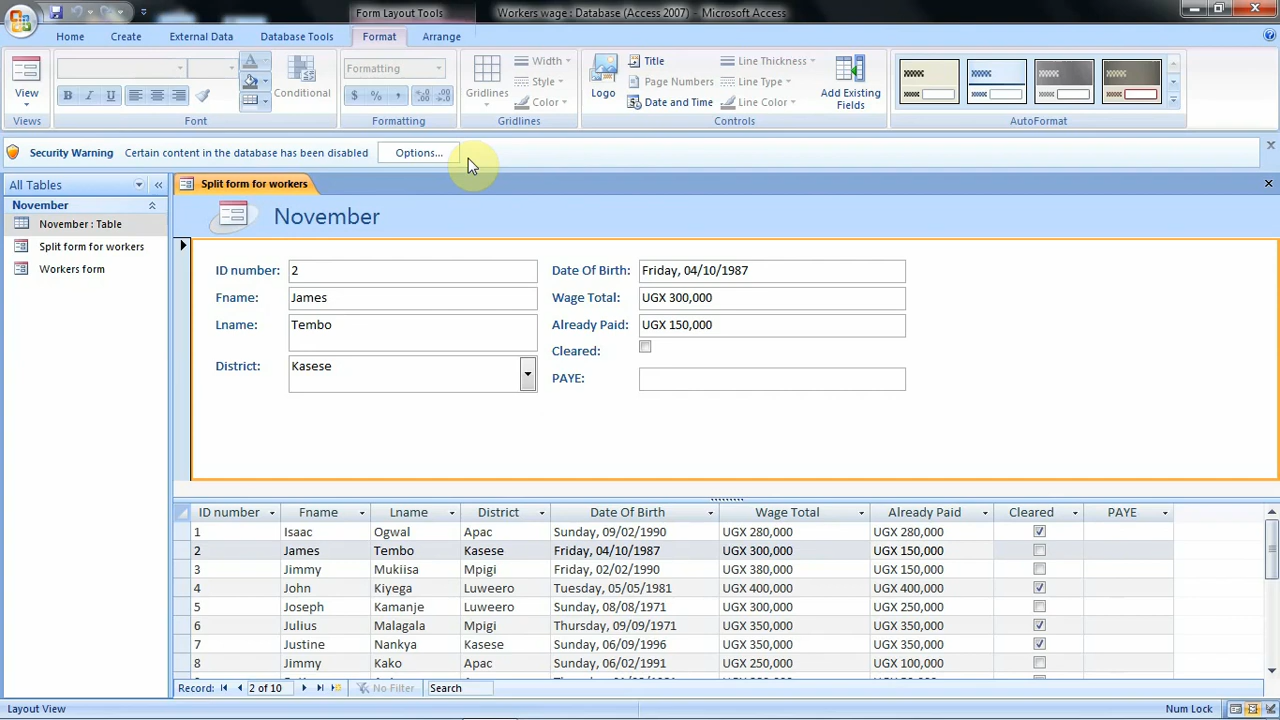 Form Layout Tools
Workers wage : Database (Access 2007) - Microsoft Access
Home Create External Data Database Tools Format Arrange
View
Views
B I U
Font
Conditional
Formatting
$ % ,
Formatting
Gridlines
Width
Style
Color
Gridlines
Logo
Title
Page Numbers
Date and Time
Line Thickness
Line Type
Line Color
Add Existing
Fields
Controls
AutoFormat
Security Warning Certain content in the database has been disabled Options...
All Tables
November
November : Table
Split form for workers
Workers form
Split form for workers
November
ID number: 2
Fname: James
Lname: Tembo
District: Kasese
Date Of Birth: Friday, 04/10/1987
Wage Total: UGX 300,000
Already Paid: UGX 150,000
Cleared:
PAYE:
ID number Fname Lname District Date Of Birth Wage Total Already Paid Cleared PAYE
1 Isaac Ogwal Apac Sunday, 09/02/1990 UGX 280,000 UGX 280,000
2 James Tembo Kasese Friday, 04/10/1987 UGX 300,000 UGX 150,000
3 Jimmy Mukiisa Mpigi Friday, 02/02/1990 UGX 380,000 UGX 150,000
4 John Kiyega Luweero Tuesday, 05/05/1981 UGX 400,000 UGX 400,000
5 Joseph Kamanje Luweero Sunday, 08/08/1971 UGX 300,000 UGX 250,000
6 Julius Malagala Mpigi Thursday, 09/09/1971 UGX 350,000 UGX 350,000
7 Justine Nankya Kasese Sunday, 06/09/1996 UGX 350,000 UGX 350,000
8 Jimmy Kako Apac Sunday, 06/02/1991 UGX 250,000 UGX 100,000
Record: 2 of 10 No Filter Search
Layout View Num Lock